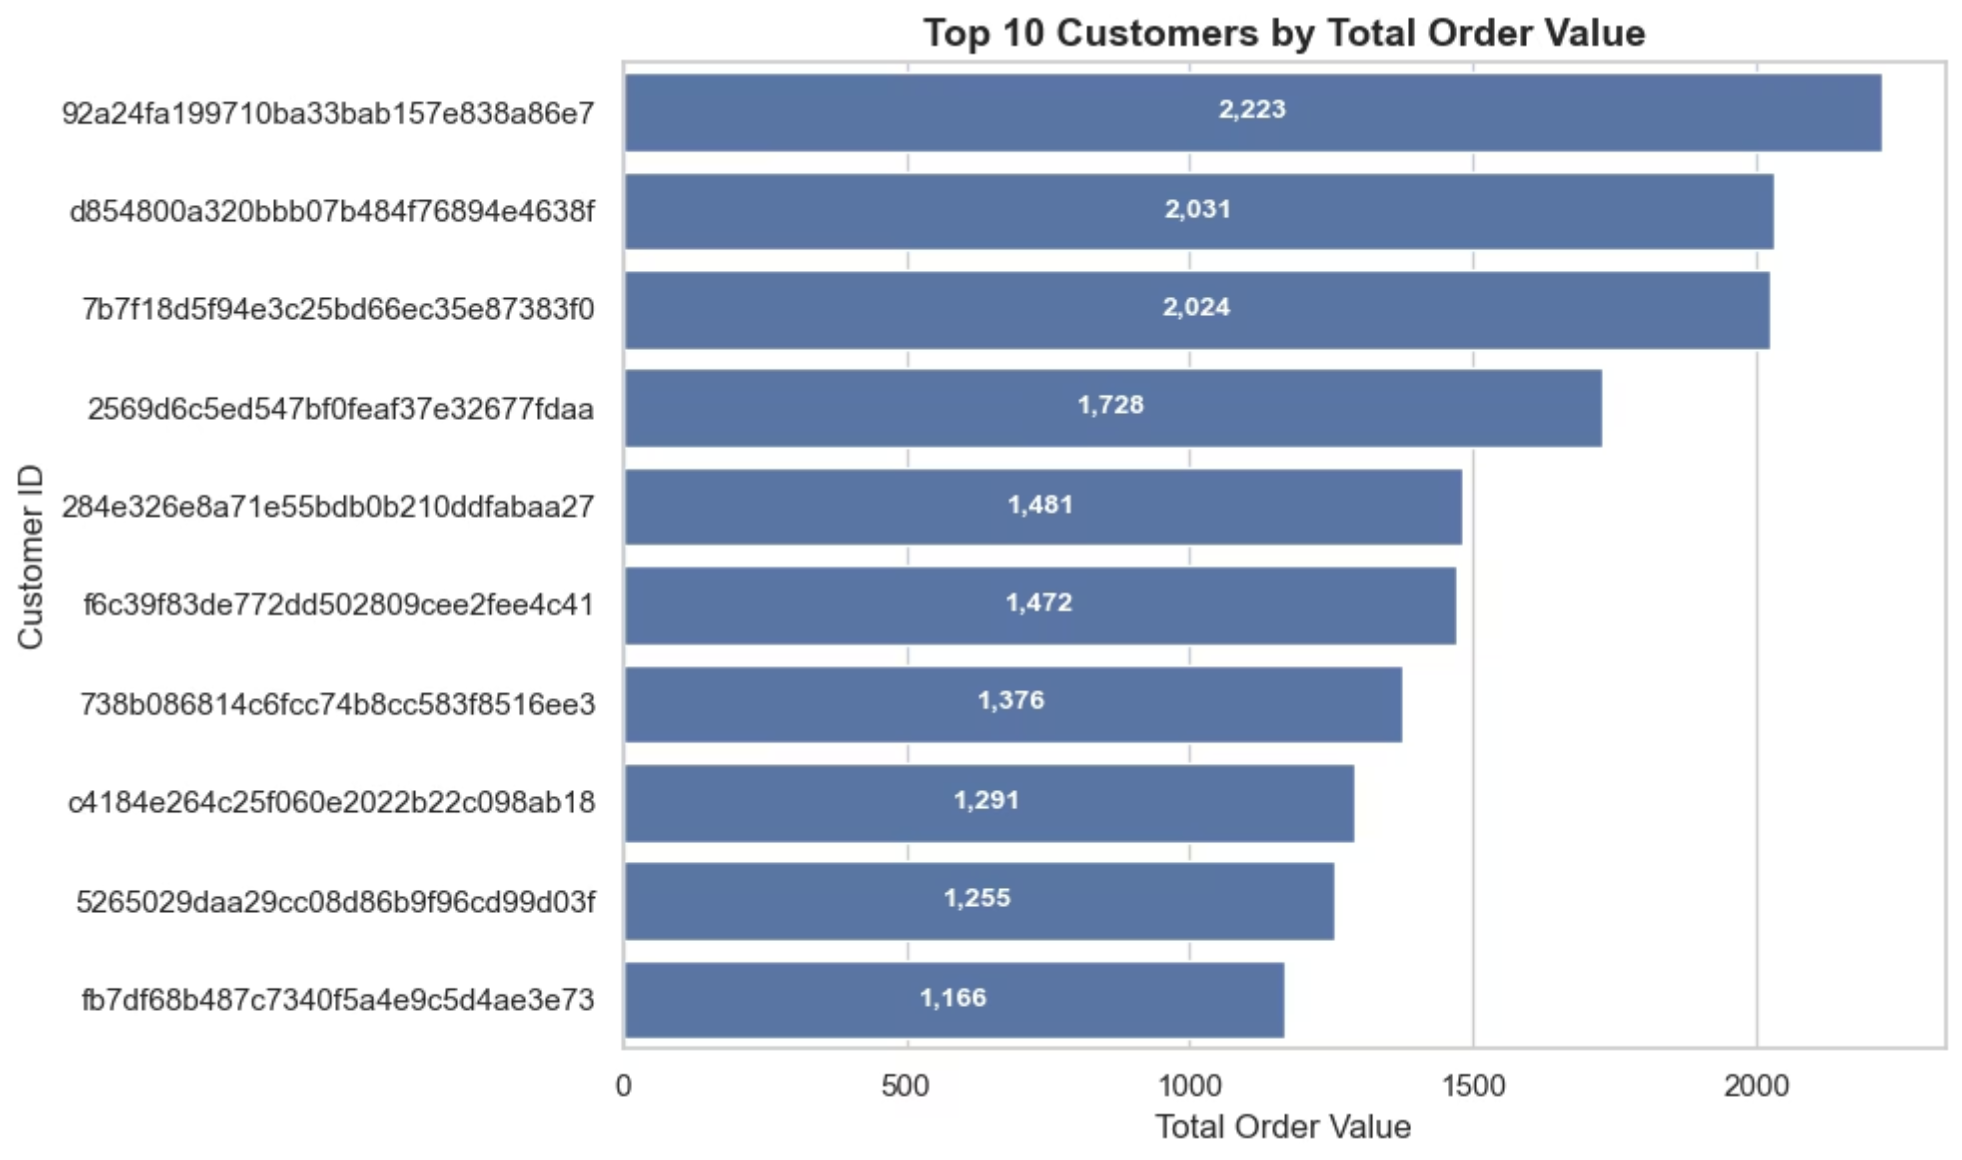 Top 10 Customers by Total Order Value
Customer ID
92a24fa199710ba33bab157e838a86e7
2,223
d854800a320bbb07b484f76894e4638f
2,031
7b7f18d5f94e3c25bd66ec35e87383f0
2,024
2569d6c5ed547bf0feaf37e32677fdaa
1,728
284e326e8a71e55bdb0b210ddfabaa27
1,481
f6c39f83de772dd502809cee2fee4c41
1,472
738b086814c6fcc74b8cc583f8516ee3
1,376
c4184e264c25f060e2022b22c098ab18
1,291
5265029daa29cc08d86b9f96cd99d03f
1,255
fb7df68b487c7340f5a4e9c5d4ae3e73
1,166
0 500 1000 1500 2000
Total Order Value